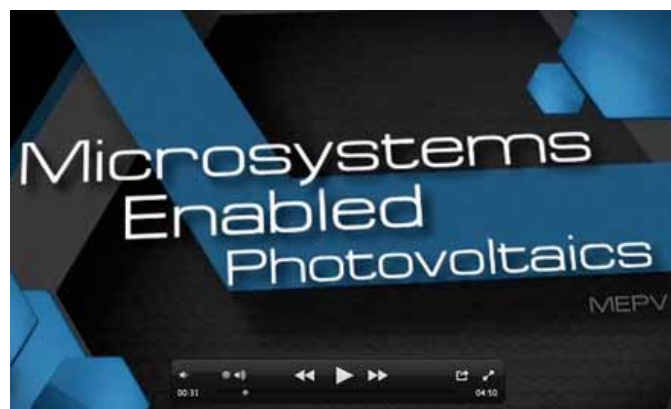 Microsystems
Enabled
Photovoltaics
MEPV
00:31
04:50